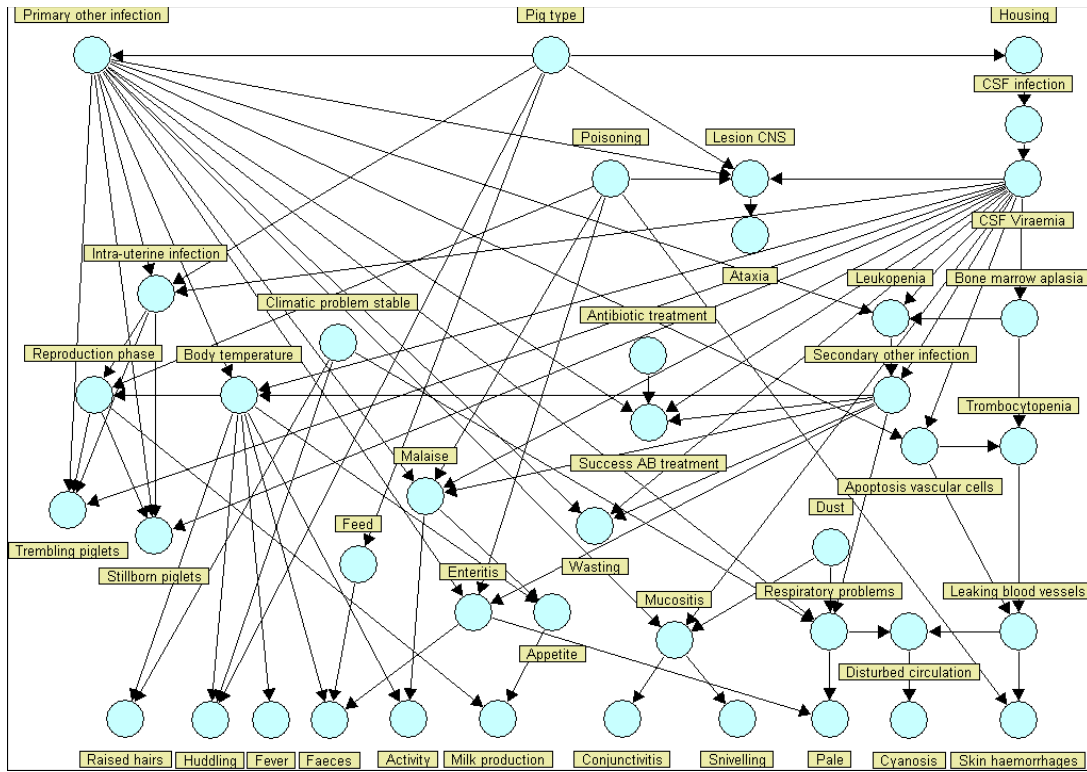 Primary other infection
Pig type
Housing
CSF infection
Poisoning
Lesion CNS
CSF Viraemia
Intra-uterine infection
Ataxia
Leukopenia
Bone marrow aplasia
Climatic problem stable
Antibiotic treatment
Reproduction phase
Body temperature
Secondary other infection
Trombocytopenia
Malaise
Success AB treatment
Apoptosis vascular cells
Feed
Dust
Trembling piglets
Stillborn piglets
Enteritis
Wasting
Mucositis
Respiratory problems
Leaking blood vessels
Appetite
Disturbed circulation
Raised hairs
Huddling
Fever
Faeces
Activity
Milk production
Conjunctivitis
Snivelling
Pale
Cyanosis
Skin haemorrhages